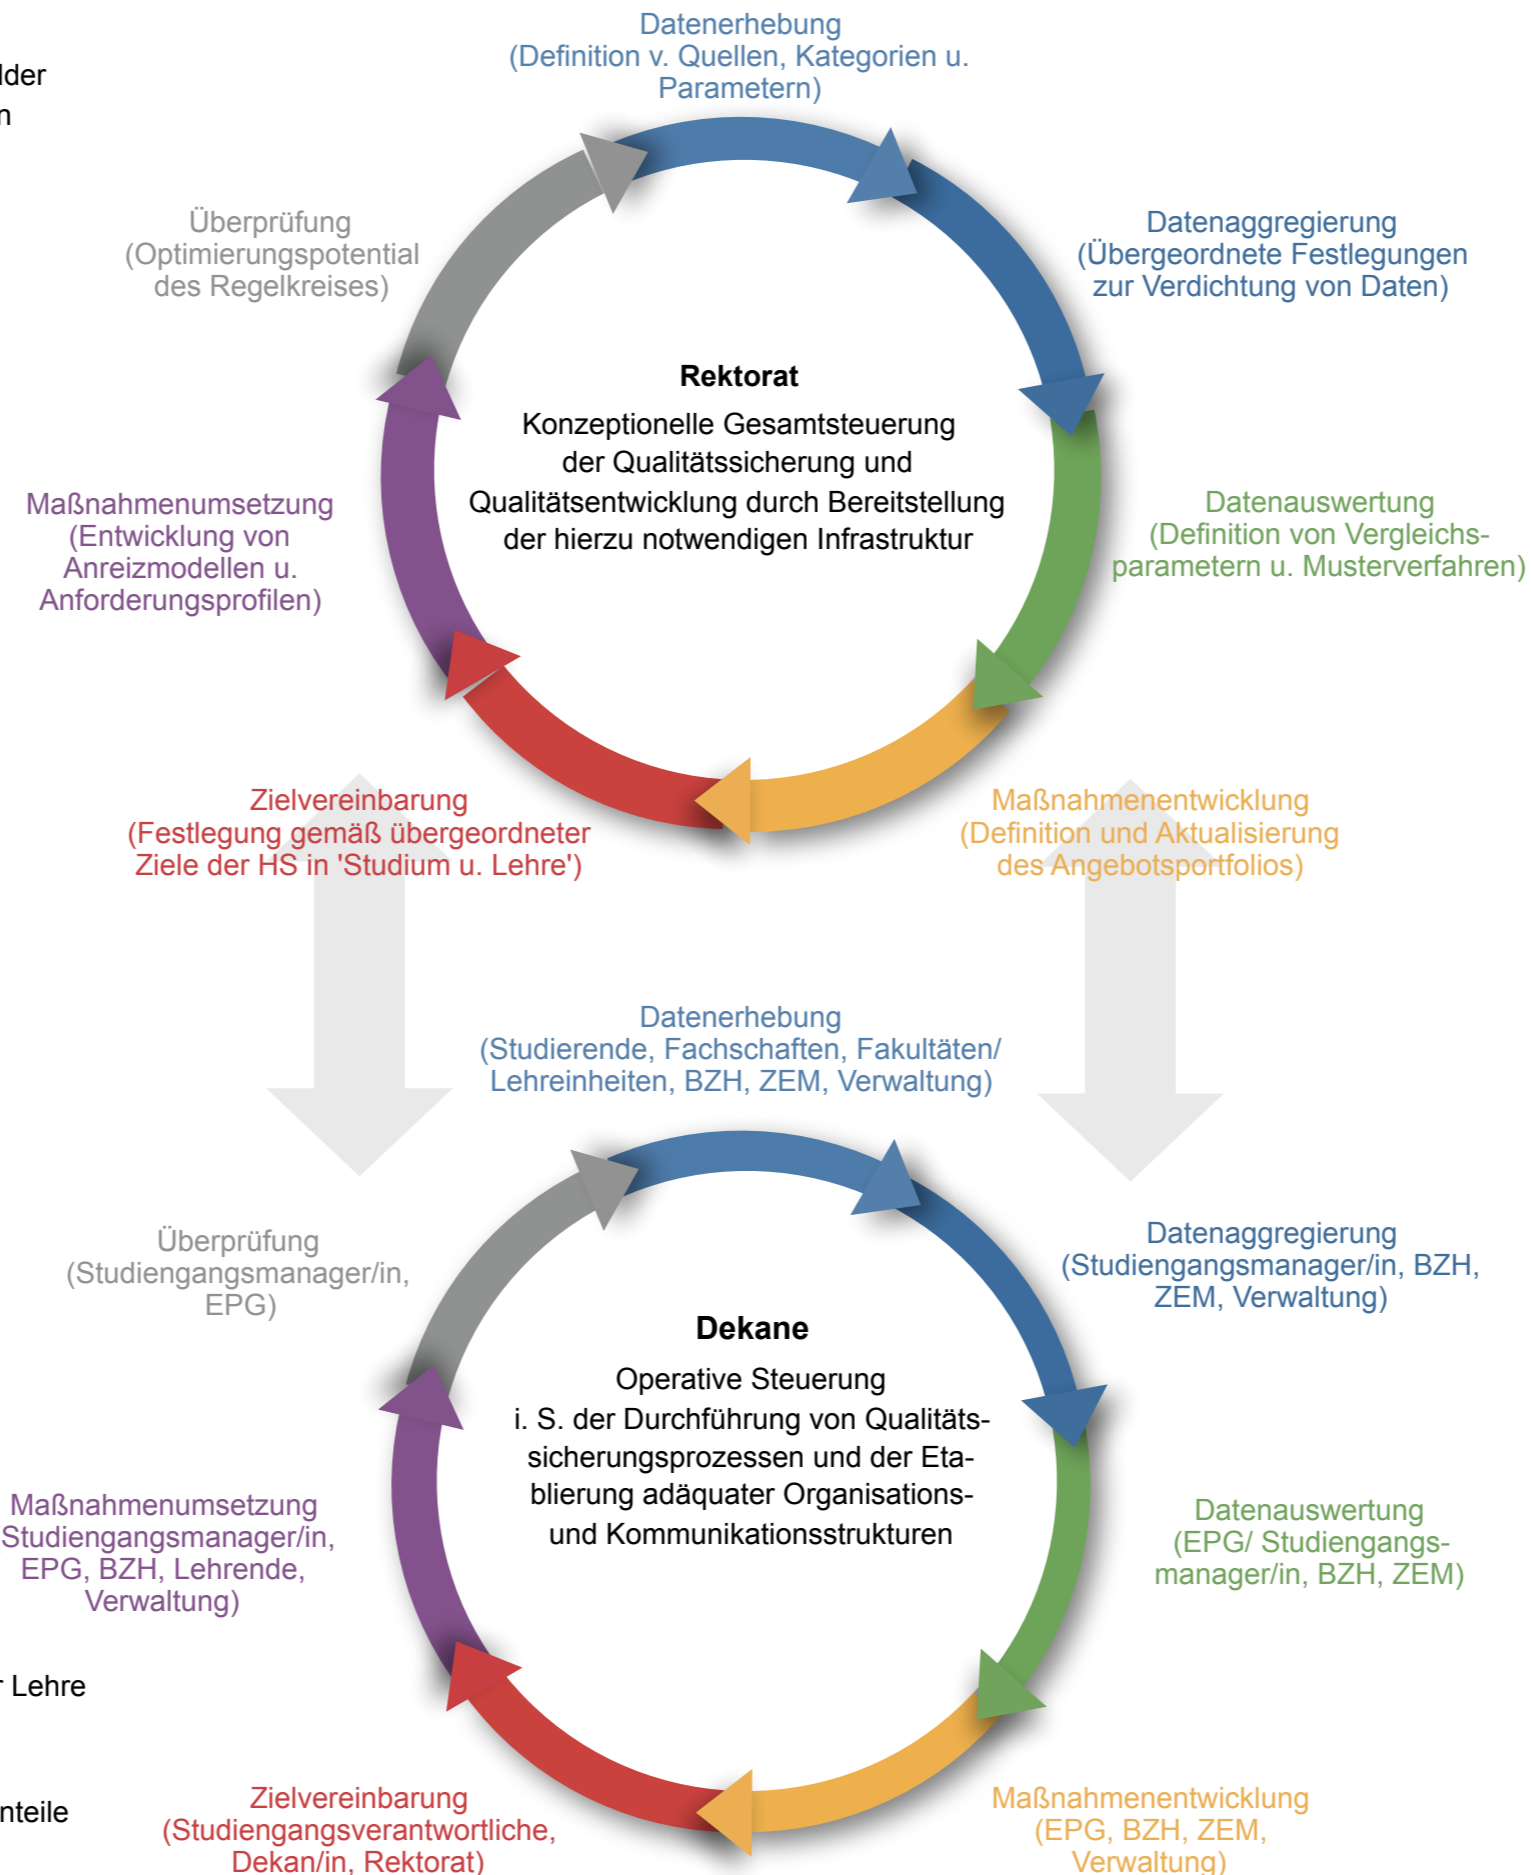 Datenerhebung
(Definition v. Quellen, Kategorien u.
Parametern)
lder
n
Überprüfung
(Optimierungspotential
des Regelkreises)
Datenaggregierung
(Übergeordnete Festlegungen
zur Verdichtung von Daten)
Rektorat
Konzeptionelle Gesamtsteuerung
der Qualitätssicherung und
Qualitätsentwicklung durch Bereitstellung
der hierzu notwendigen Infrastruktur
Maßnahmenumsetzung
(Entwicklung von
Anreizmodellen u.
Anforderungsprofilen)
Datenauswertung
(Definition von Vergleichs-
parametern u. Musterverfahren)
Zielvereinbarung
(Festlegung gemäß übergeordneter
Ziele der HS in 'Studium u. Lehre')
Maßnahmenentwicklung
(Definition und Aktualisierung
des Angebotsportfolios)
Datenerhebung
(Studierende, Fachschaften, Fakultäten/
Lehreinheiten, BZH, ZEM, Verwaltung)
Überprüfung
(Studiengangsmanager/in,
EPG)
Datenaggregierung
(Studiengangsmanager/in, BZH,
ZEM, Verwaltung)
Dekane
Operative Steuerung
i. S. der Durchführung von Qualitäts-
sicherungsprozessen und der Eta-
blierung adäquater Organisations-
und Kommunikationsstrukturen
Maßnahmenumsetzung
(Studiengangsmanager/in,
EPG, BZH, Lehrende,
Verwaltung)
Datenauswertung
(EPG/ Studiengangs-
manager/in, BZH, ZEM)
r Lehre
nteile
Zielvereinbarung
(Studiengangsverantwortliche,
Dekan/in, Rektorat)
Maßnahmenentwicklung
(EPG, BZH, ZEM,
Verwaltung)